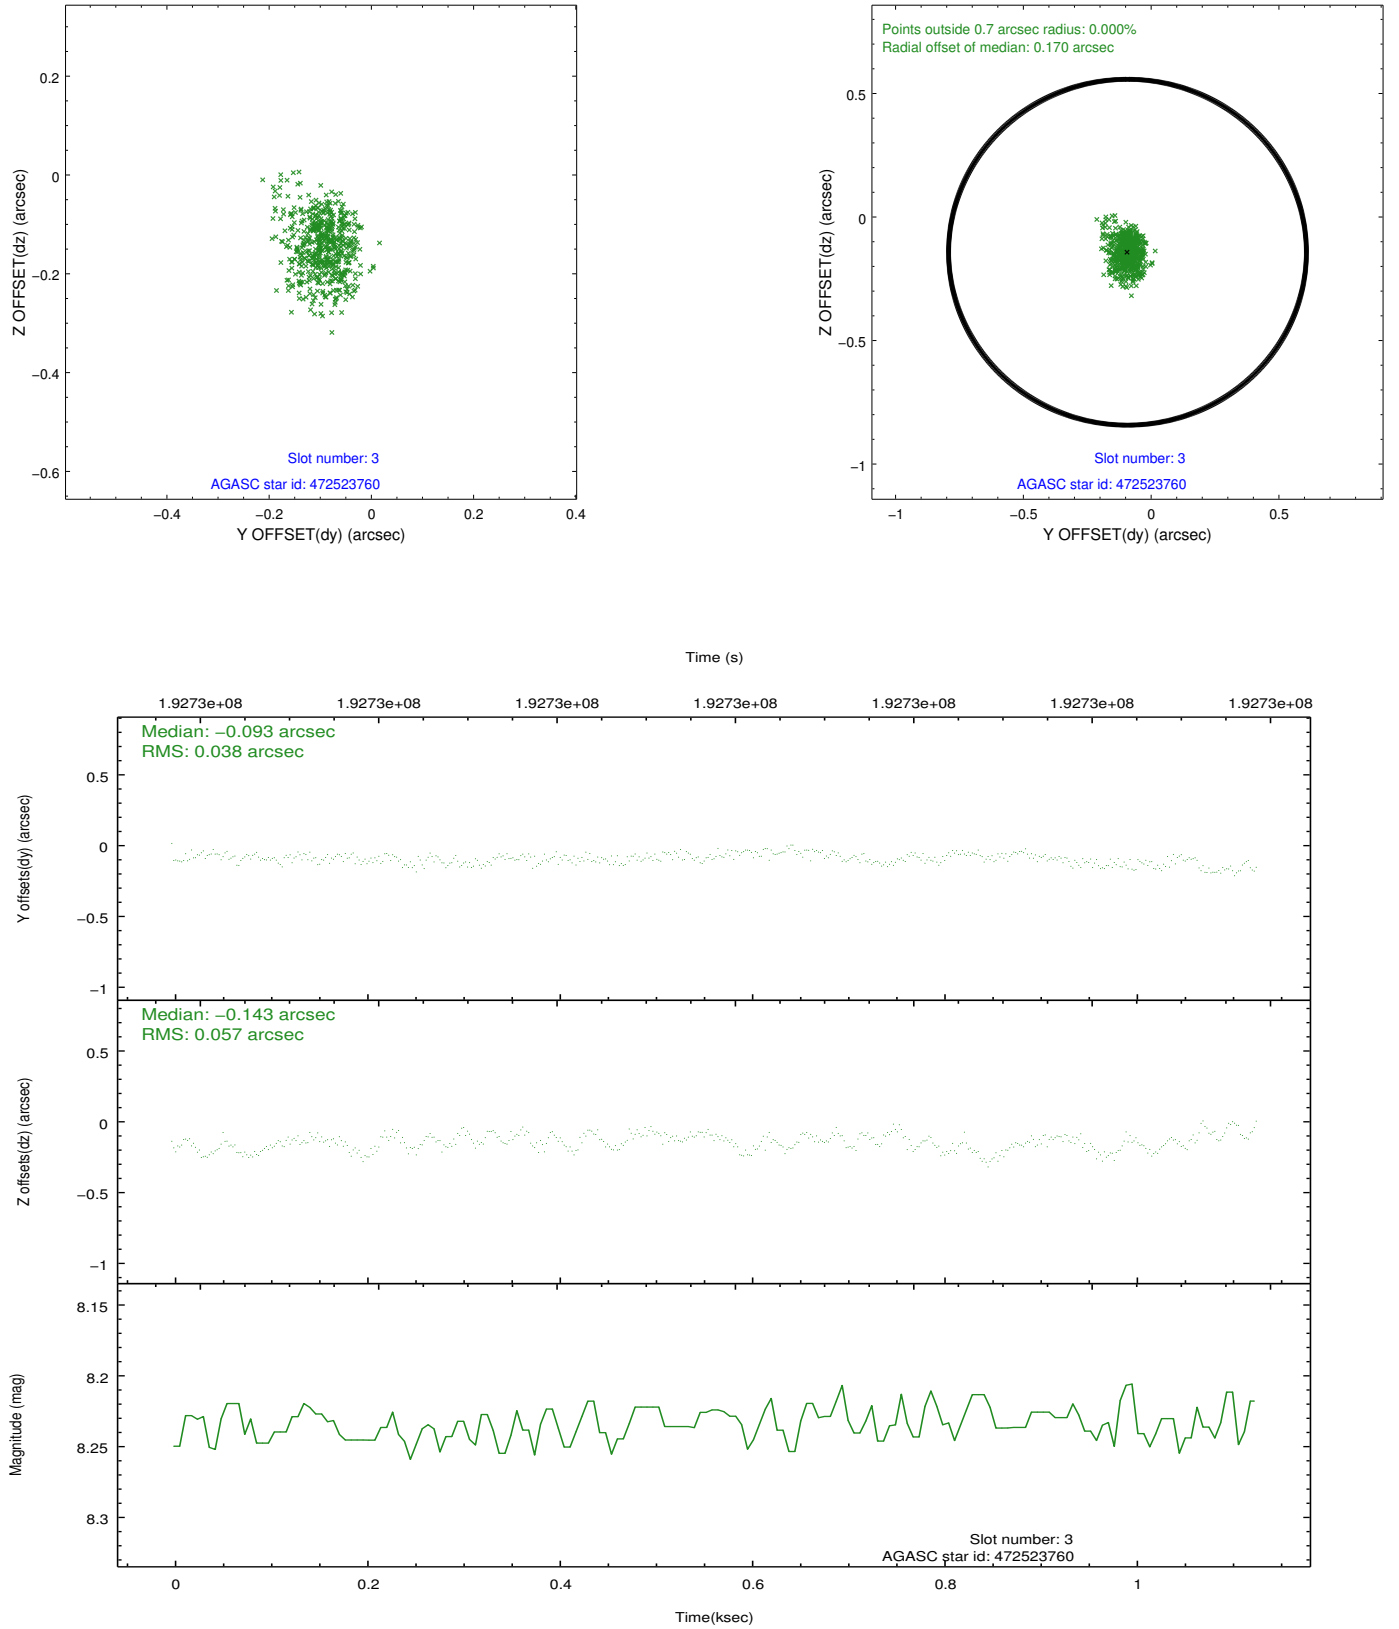 0.2
0
−0.2
−0.4
−0.6
Z OFFSET(dz) (arcsec)
Slot number: 3
AGASC star id: 472523760
−0.4
−0.2
0
0.2
0.4
Y OFFSET(dy) (arcsec)
Points outside 0.7 arcsec radius: 0.000%
Radial offset of median: 0.170 arcsec
0.5
0
−0.5
−1
Z OFFSET(dz) (arcsec)
Slot number: 3
AGASC star id: 472523760
−1
−0.5
0
0.5
Y OFFSET(dy) (arcsec)
Time (s)
1.9273e+08
1.9273e+08
1.9273e+08
1.9273e+08
1.9273e+08
1.9273e+08
1.9273e+08
Median: −0.093 arcsec
RMS: 0.038 arcsec
0.5
0
−0.5
−1
Y offsets(dy) (arcsec)
Median: −0.143 arcsec
RMS: 0.057 arcsec
0.5
0
−0.5
−1
Z offsets(dz) (arcsec)
8.15
8.2
8.25
8.3
Magnitude (mag)
Slot number: 3
AGASC star id: 472523760
0
0.2
0.4
0.6
0.8
1
Time(ksec)